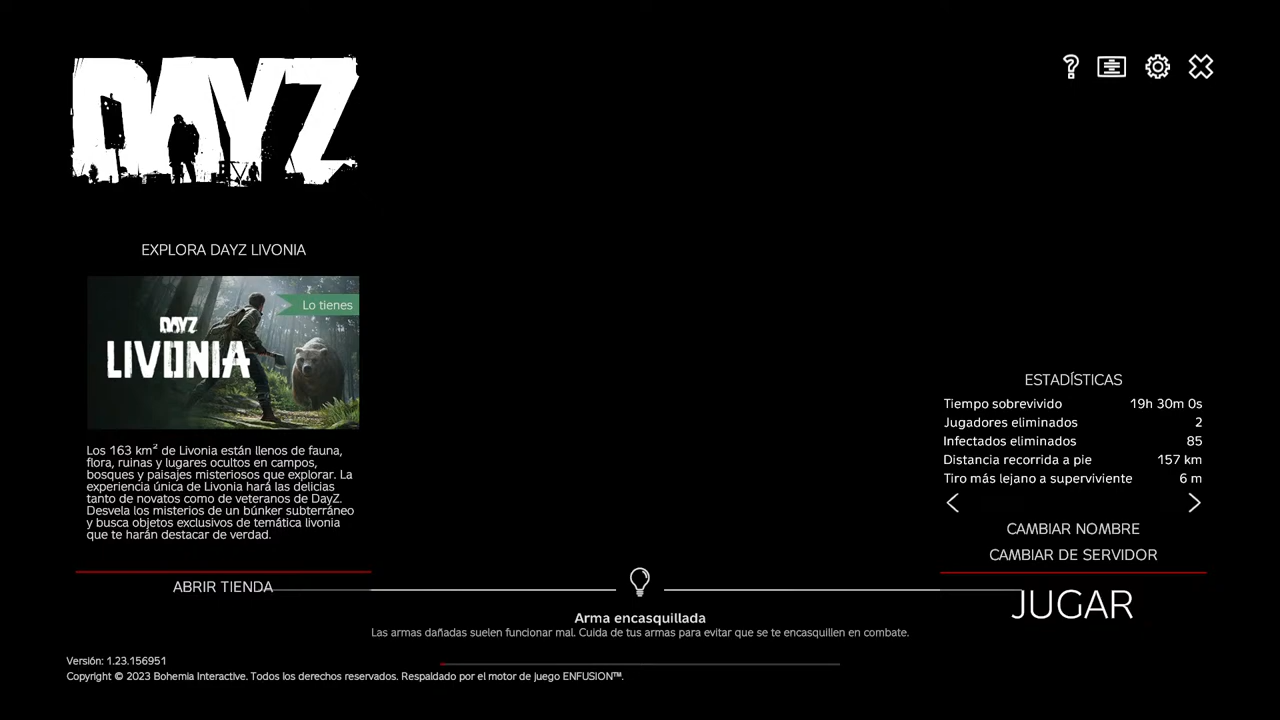 DAYZ
EXPLORA DAYZ LIVONIA
Lo tienes
DAYZ
LIVONIA
Los 163 km² de Livonia están llenos de fauna,
flora, ruinas y lugares ocultos en campos,
bosques y paisajes misteriosos que explorar. La
experiencia única de Livonia hará las delicias
tanto de novatos como de veteranos de DayZ.
Desvela los misterios de un búnker subterráneo
y busca objetos exclusivos de temática livonia
que te harán destacar de verdad.
ABRIR TIENDA
ESTADÍSTICAS
Tiempo sobrevivido 19h 30m 0s
Jugadores eliminados 2
Infectados eliminados 85
Distancia recorrida a pie 157 km
Tiro más lejano a superviviente 6 m
CAMBIAR NOMBRE
CAMBIAR DE SERVIDOR
JUGAR
Arma encasquillada
Las armas dañadas suelen funcionar mal. Cuida de tus armas para evitar que se te encasquillen en combate.
Versión: 1.23.156951
Copyright © 2023 Bohemia Interactive. Todos los derechos reservados. Respaldado por el motor de juego ENFUSION™.